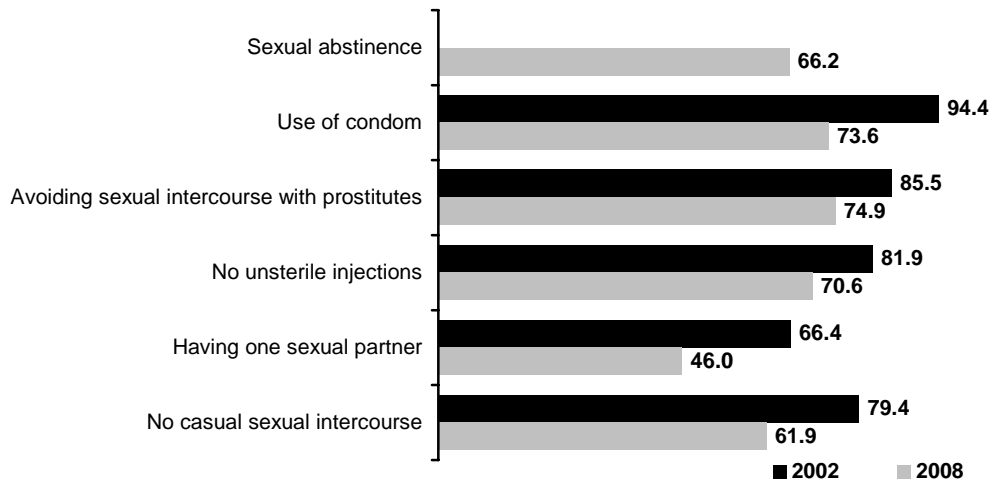 Sexual abstinence
66.2
Use of condom
94.4
73.6
Avoiding sexual intercourse with prostitutes
85.5
74.9
No unsterile injections
81.9
70.6
Having one sexual partner
66.4
46.0
No casual sexual intercourse
79.4
61.9
2002 2008